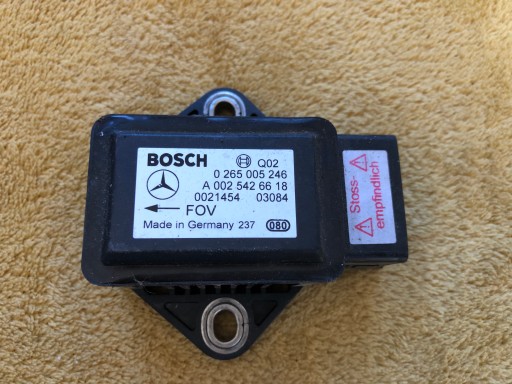 BOSCH Q02
0 265 005 246
A 002 542 66 18
0021454 03084
FOV
Made in Germany 237 080
Stoss-
empfindlich